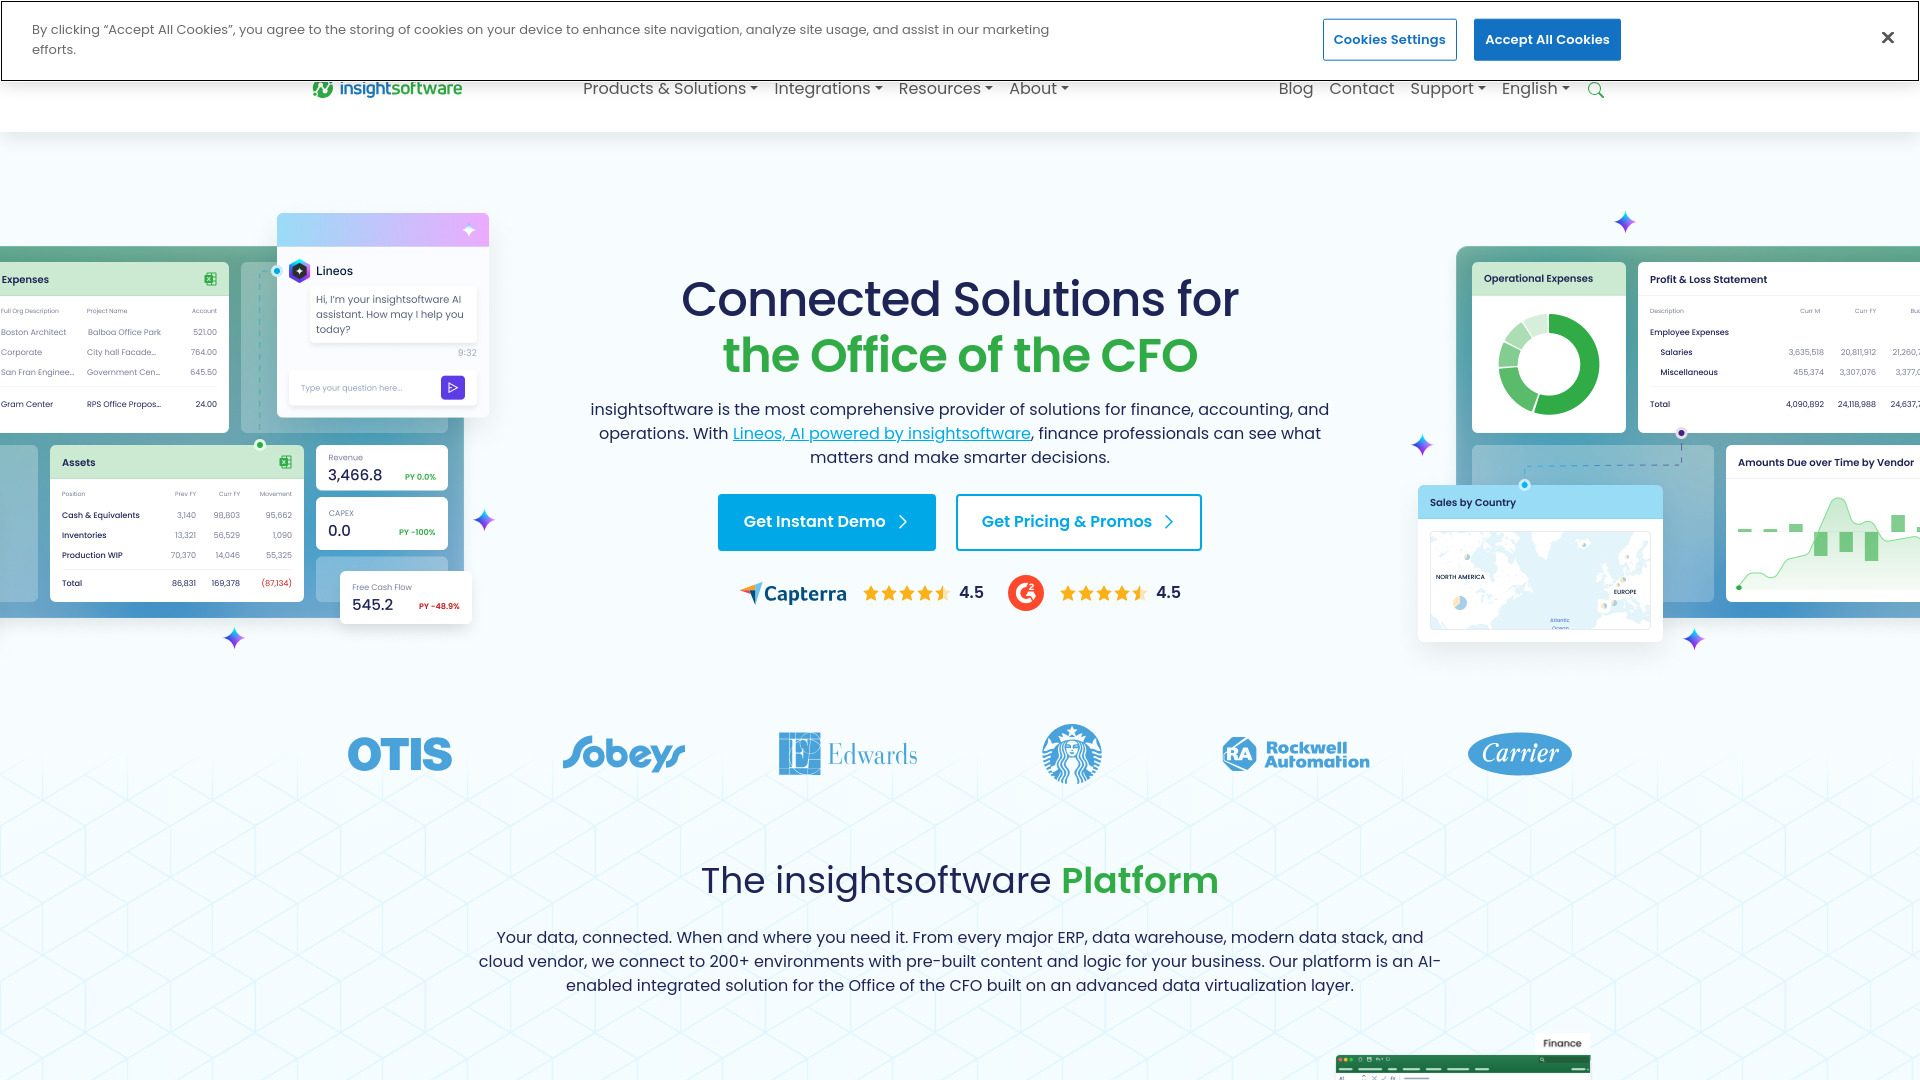 By clicking “Accept All Cookies”, you agree to the storing of cookies on your device to enhance site navigation, analyze site usage, and assist in our marketing
efforts.
Cookies Settings
Accept All Cookies
insightsoftware
Products & Solutions
Integrations
Resources
About
Blog
Contact
Support
English
Connected Solutions for
the Office of the CFO
insightsoftware is the most comprehensive provider of solutions for finance, accounting, and
operations. With Lineos, AI powered by insightsoftware, finance professionals can see what
matters and make smarter decisions.
Get Instant Demo
Get Pricing & Promos
Capterra
4.5
G2
4.5
Expenses
Full Org Description Project Name Account
Boston Architect Balboa Office Park 521.00
Corporate City hall Facade... 764.00
San Fran Enginee... Government Cen... 645.50
Gram Center RPS Office Propos... 24.00
Lineos
Hi, I'm your insightsoftware AI
assistant. How may I help you
today?
9:32
Type your question here...
Assets
Position Prev FY Curr FY Movement
Cash & Equivalents 3,140 98,803 95,662
Inventories 13,321 56,529 1,090
Production WIP 70,370 14,046 55,325
Total 86,831 169,378 (87,134)
Revenue
3,466.8 PY 0.0%
CAPEX
0.0 PY -100%
Free Cash Flow
545.2 PY -48.9%
Operational Expenses
Profit & Loss Statement
Description Curr M Curr FY
Employee Expenses
Salaries 3,635,518 20,811,912
Miscellaneous 455,374 3,307,076
Total 4,090,892 24,118,988
Amounts Due over Time by Vendor
Sales by Country
NORTH AMERICA
EUROPE
Atlantic
Ocean
OTIS
Sobeys
E Edwards
RA Rockwell
Automation
Carrier
The insightsoftware Platform
Your data, connected. When and where you need it. From every major ERP, data warehouse, modern data stack, and
cloud vendor, we connect to 200+ environments with pre-built content and logic for your business. Our platform is an AI-
enabled integrated solution for the Office of the CFO built on an advanced data virtualization layer.
Finance